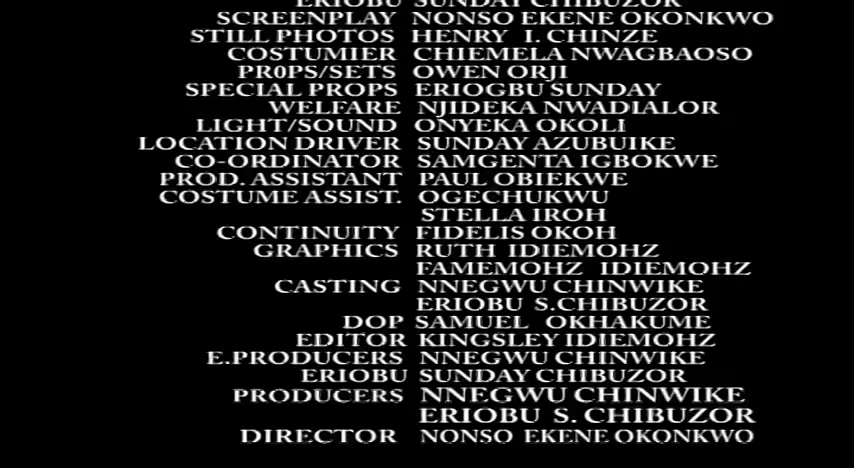 ERIOBU SUNDAY CHIBUZOR
SCREENPLAY NONSO EKENE OKONKWO
STILL PHOTOS HENRY I. CHINZE
COSTUMIER CHIEMELA NWAGBAOSO
PR0PS/SETS OWEN ORJI
SPECIAL PROPS ERIOGBU SUNDAY
WELFARE NJIDEKA NWADIALOR
LIGHT/SOUND ONYEKA OKOLI
LOCATION DRIVER SUNDAY AZUBUIKE
CO-ORDINATOR SAMGENTA IGBOKWE
PROD. ASSISTANT PAUL OBIEKWE
COSTUME ASSIST. OGECHUKWU
STELLA IROH
CONTINUITY FIDELIS OKOH
GRAPHICS RUTH IDIEMOHZ
FAMEMOHZ IDIEMOHZ
CASTING NNEGWU CHINWIKE
ERIOBU S.CHIBUZOR
DOP SAMUEL OKHAKUME
EDITOR KINGSLEY IDIEMOHZ
E.PRODUCERS NNEGWU CHINWIKE
ERIOBU SUNDAY CHIBUZOR
PRODUCERS NNEGWU CHINWIKE
ERIOBU S. CHIBUZOR
DIRECTOR NONSO EKENE OKONKWO